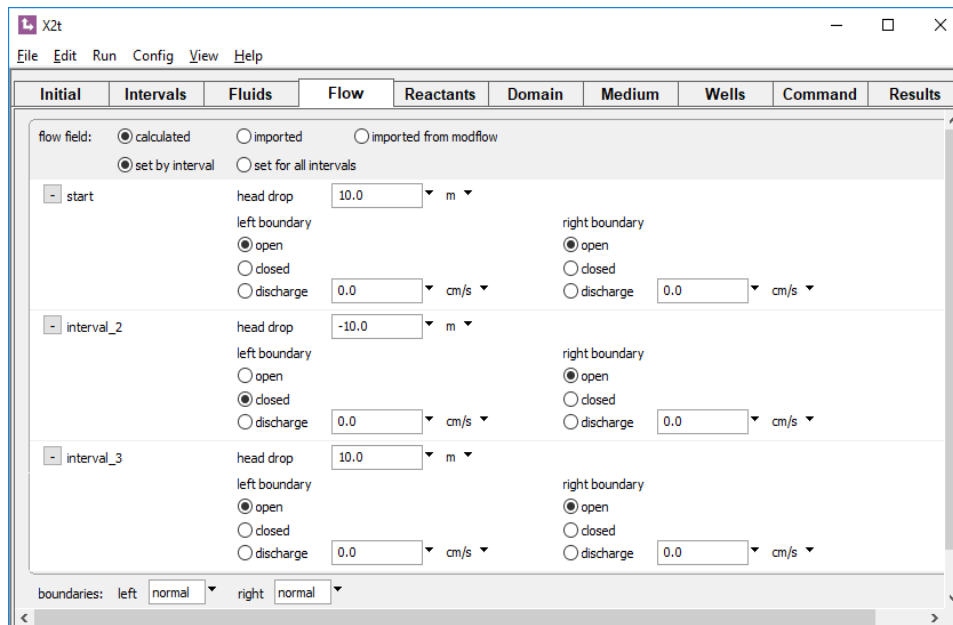 X2t
File Edit Run Config View Help
Initial Intervals Fluids Flow Reactants Domain Medium Wells Command Results
flow field: calculated imported imported from modflow
set by interval set for all intervals
- start head drop 10.0 m
left boundary right boundary
open open
closed closed
discharge 0.0 cm/s discharge 0.0 cm/s
- interval_2 head drop -10.0 m
left boundary right boundary
open open
closed closed
discharge 0.0 cm/s discharge 0.0 cm/s
- interval_3 head drop 10.0 m
left boundary right boundary
open open
closed closed
discharge 0.0 cm/s discharge 0.0 cm/s
boundaries: left normal right normal